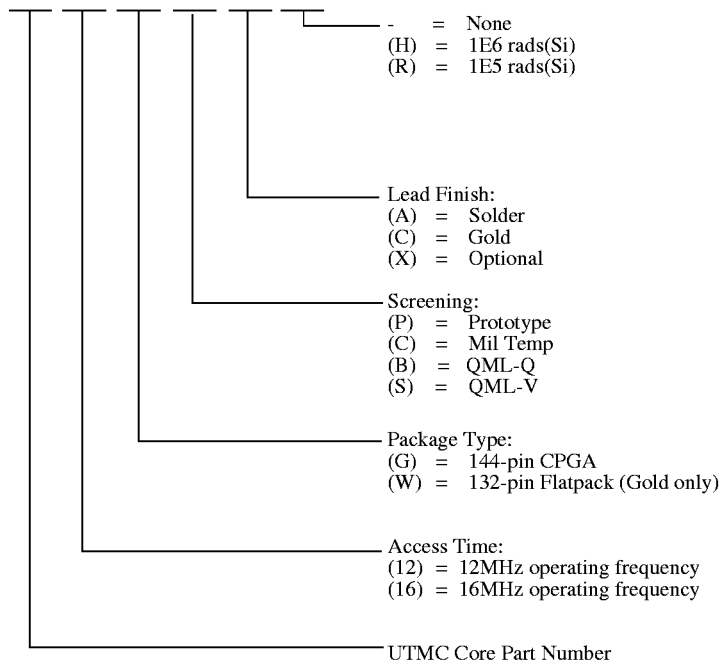 - = None
(H) = 1E6 rads(Si)
(R) = 1E5 rads(Si)
Lead Finish:
(A) = Solder
(C) = Gold
(X) = Optional
Screening:
(P) = Prototype
(C) = Mil Temp
(B) = QML-Q
(S) = QML-V
Package Type:
(G) = 144-pin CPGA
(W) = 132-pin Flatpack (Gold only)
Access Time:
(12) = 12MHz operating frequency
(16) = 16MHz operating frequency
UTMC Core Part Number